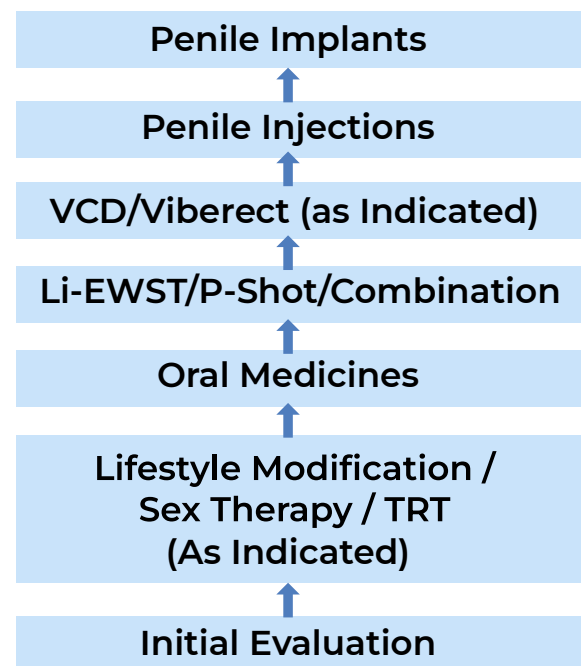 Penile Implants
Penile Injections
VCD/Viberect (as Indicated)
Li-EWST/P-Shot/Combination
Oral Medicines
Lifestyle Modification /
Sex Therapy / TRT
(As Indicated)
Initial Evaluation